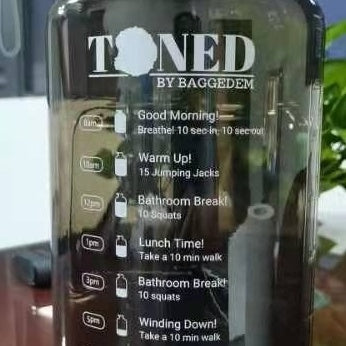 TONED
BY BAGGEDEM
8am Good Morning!
Breathe! 10 sec in, 10 sec out
10am Warm Up!
15 Jumping Jacks
12pm Bathroom Break!
10 Squats
1pm Lunch Time!
Take a 10 min walk
3pm Bathroom Break!
10 squats
5pm Winding Down!
Take a 10 min walk